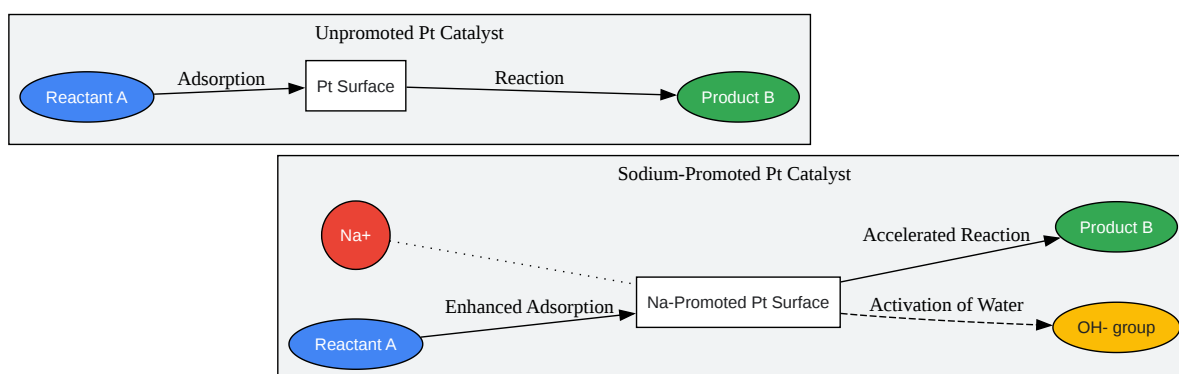 Unpromoted Pt Catalyst
Reactant A
Adsorption
Pt Surface
Reaction
Product B
Sodium-Promoted Pt Catalyst
Na+
Reactant A
Enhanced Adsorption
Na-Promoted Pt Surface
Accelerated Reaction
Product B
Activation of Water
OH- group